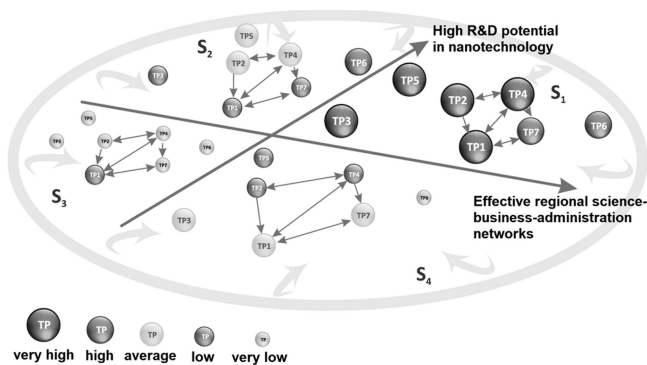 High R&D potential
in nanotechnology
S2
TP5
TP2
TP4
TP3
TP7
TP1
TP6
TP5
TP3
S1
TP2
TP4
TP1
TP7
TP6
TP5
TP3
TP2
TP4
TP6
TP1
TP7
S3
TP5
TP2
TP4
TP3
TP1
TP7
TP6
S4
Effective regional science-
business-administration
networks
TP TP TP TP TP
very high high average low very low